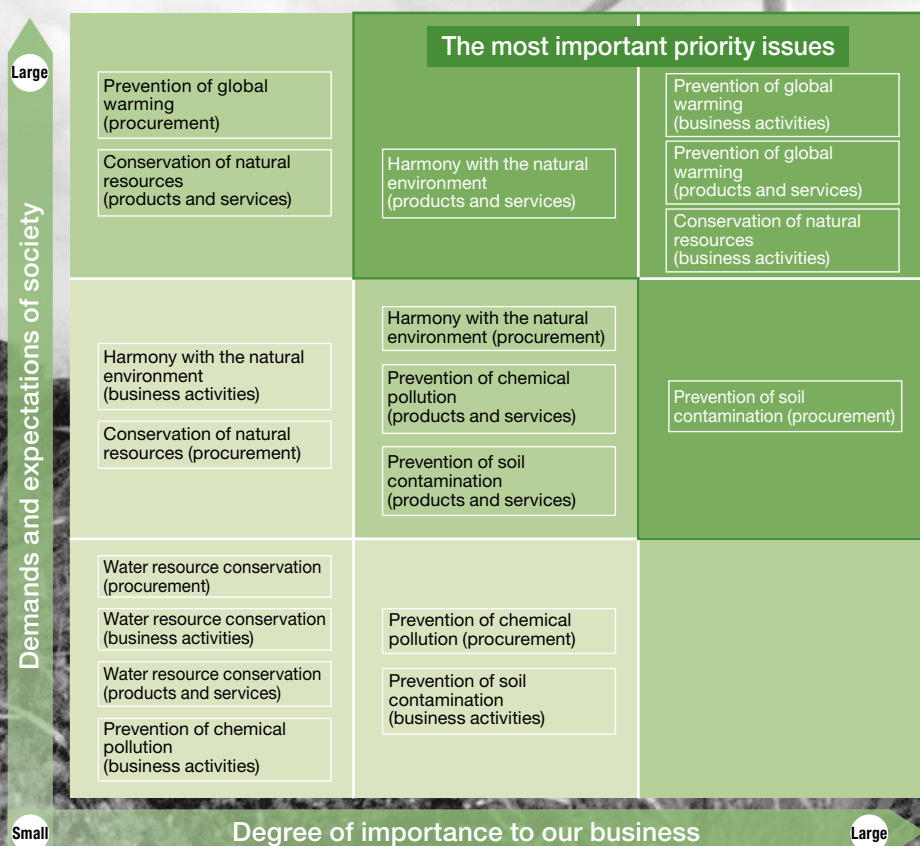 The most important priority issues
Large
Demands and expectations of society
Prevention of global
warming
(procurement)
Conservation of natural
resources
(products and services)
Harmony with the natural
environment
(products and services)
Prevention of global
warming
(business activities)
Prevention of global
warming
(products and services)
Conservation of natural
resources
(business activities)
Harmony with the natural
environment
(business activities)
Conservation of natural
resources (procurement)
Harmony with the natural
environment (procurement)
Prevention of chemical
pollution
(products and services)
Prevention of soil
contamination
(products and services)
Prevention of soil
contamination (procurement)
Water resource conservation
(procurement)
Water resource conservation
(business activities)
Water resource conservation
(products and services)
Prevention of chemical
pollution
(business activities)
Prevention of chemical
pollution (procurement)
Prevention of soil
contamination
(business activities)
Small
Degree of importance to our business
Large